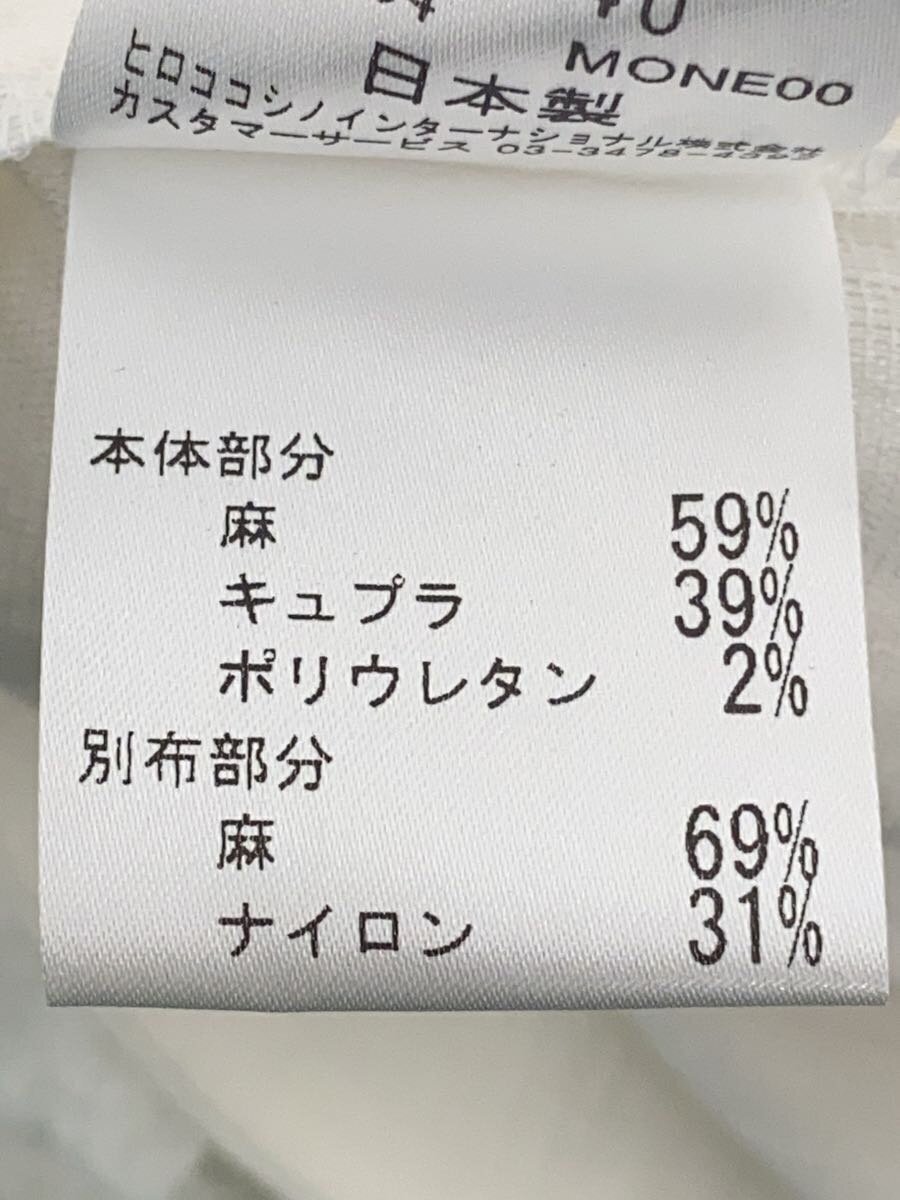 MONE00
日本製
ヒロココシノインターナショナル株式会社
カスタマーサービス 03-3478-439
本体部分
麻 59%
キュプラ 39%
ポリウレタン 2%
別布部分
麻 69%
ナイロン 31%